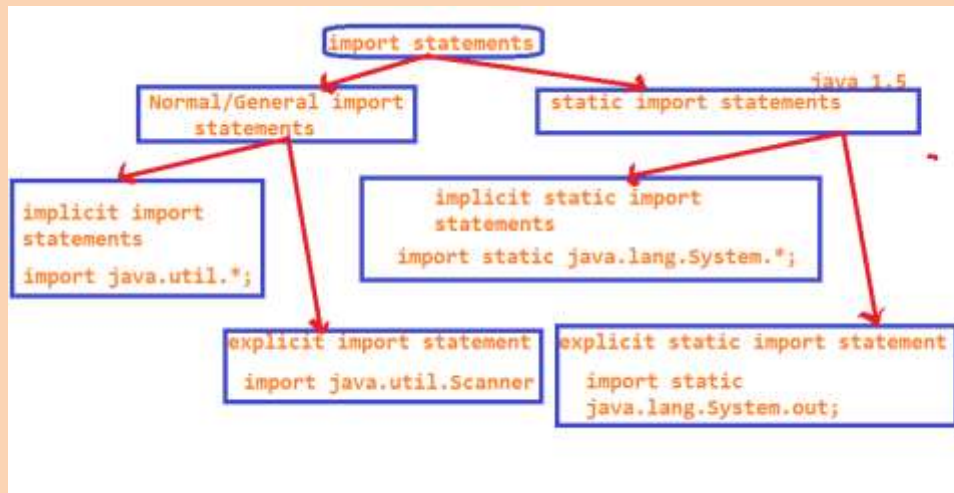 import statements
java 1.5
Normal/General import
statements
static import statements
implicit import
statements
import java.util.*;
implicit static import
statements
import static java.lang.System.*;
explicit import statement
import java.util.Scanner
explicit static import statement
import static
java.lang.System.out;